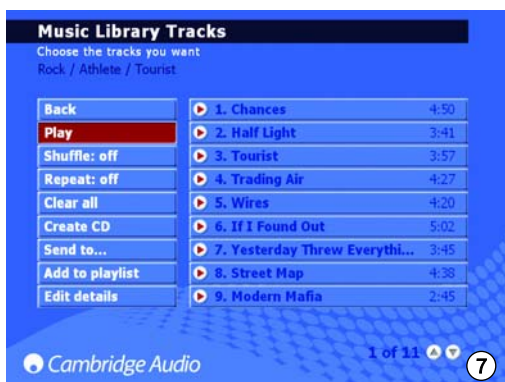 Music Library Tracks
Choose the tracks you want
Rock / Athlete / Tourist
Back
Play
Shuffle: off
Repeat: off
Clear all
Create CD
Send to...
Add to playlist
Edit details
1. Chances 4:50
2. Half Light 3:41
3. Tourist 3:57
4. Trading Air 4:27
5. Wires 4:20
6. If I Found Out 5:02
7. Yesterday Threw Everythi... 3:45
8. Street Map 4:38
9. Modern Mafia 2:45
1 of 11
Cambridge Audio
7